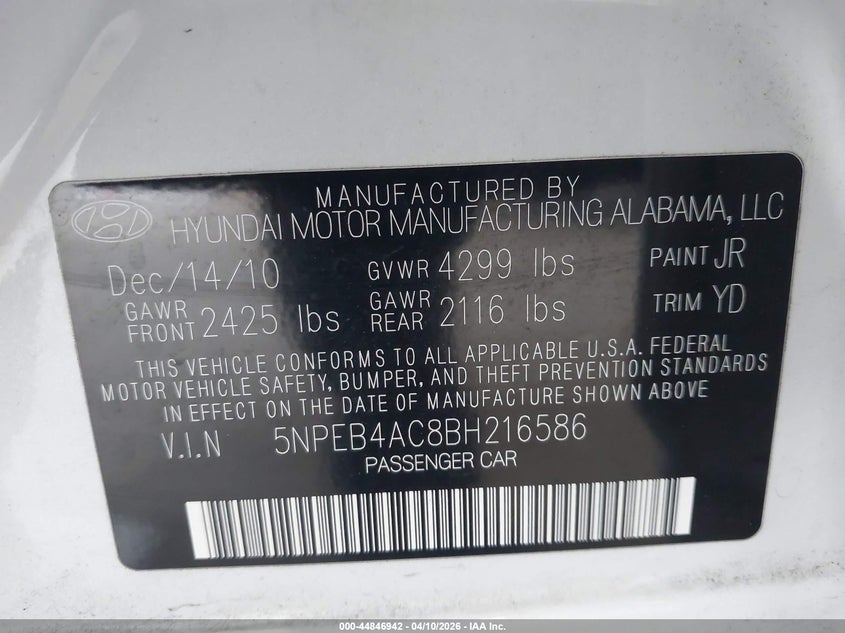 MANUFACTURED BY
HYUNDAI MOTOR MANUFACTURING ALABAMA, LLC
Dec/14/10 GVWR 4299 lbs PAINT JR
GAWR FRONT 2425 lbs GAWR REAR 2116 lbs TRIM YD
THIS VEHICLE CONFORMS TO ALL APPLICABLE U.S.A. FEDERAL
MOTOR VEHICLE SAFETY, BUMPER, AND THEFT PREVENTION STANDARDS
IN EFFECT ON THE DATE OF MANUFACTURE SHOWN ABOVE
V.I.N 5NPEB4AC8BH216586
PASSENGER CAR
000-44846942 - 04/10/2026 - IAA Inc.